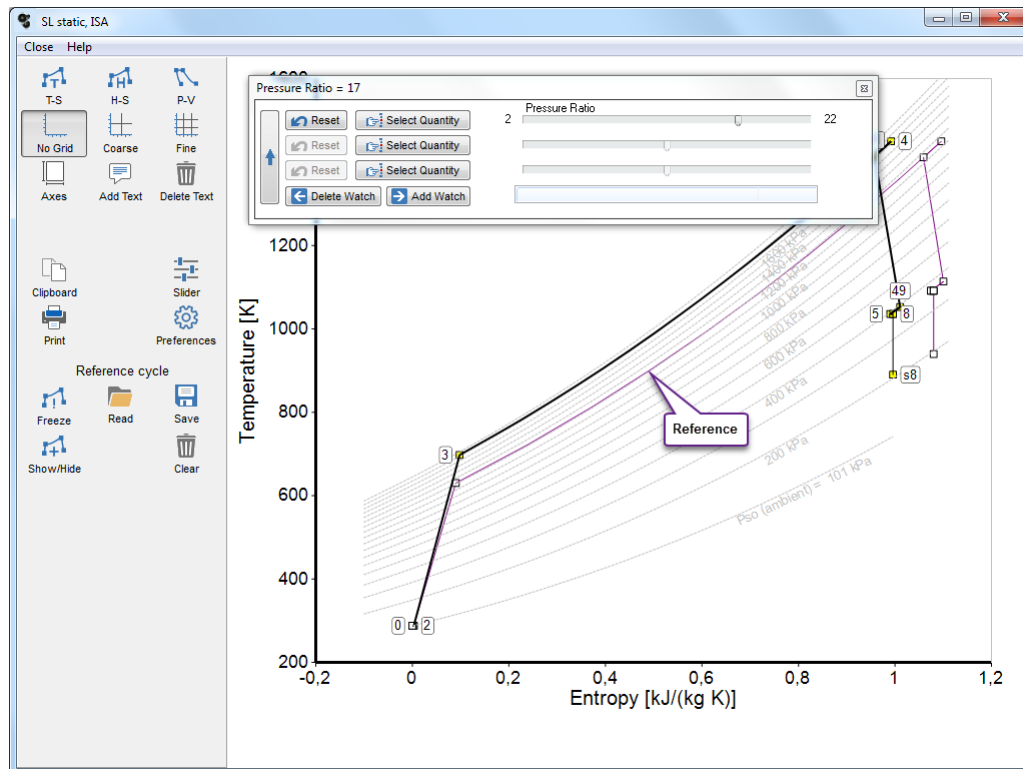 SL static, ISA
Close Help
T-S H-S P-V
No Grid Coarse Fine
Axes Add Text Delete Text
Clipboard Slider
Print Preferences
Reference cycle
Freeze Read Save
Show/Hide Clear
Pressure Ratio = 17
Pressure Ratio
Reset Select Quantity 2 22
Reset Select Quantity
Reset Select Quantity
Delete Watch Add Watch
4
1200
1600 kPa
1400 kPa
1200 kPa
1000 kPa
49
1000
800 kPa
5 8
600 kPa
s8
400 kPa
800
Reference
200 kPa
3
600
Pso (ambient) = 101 kPa
400
0 2
200
-0,2 0 0,2 0,4 0,6 0,8 1 1,2
Temperature [K]
Entropy [kJ/(kg K)]